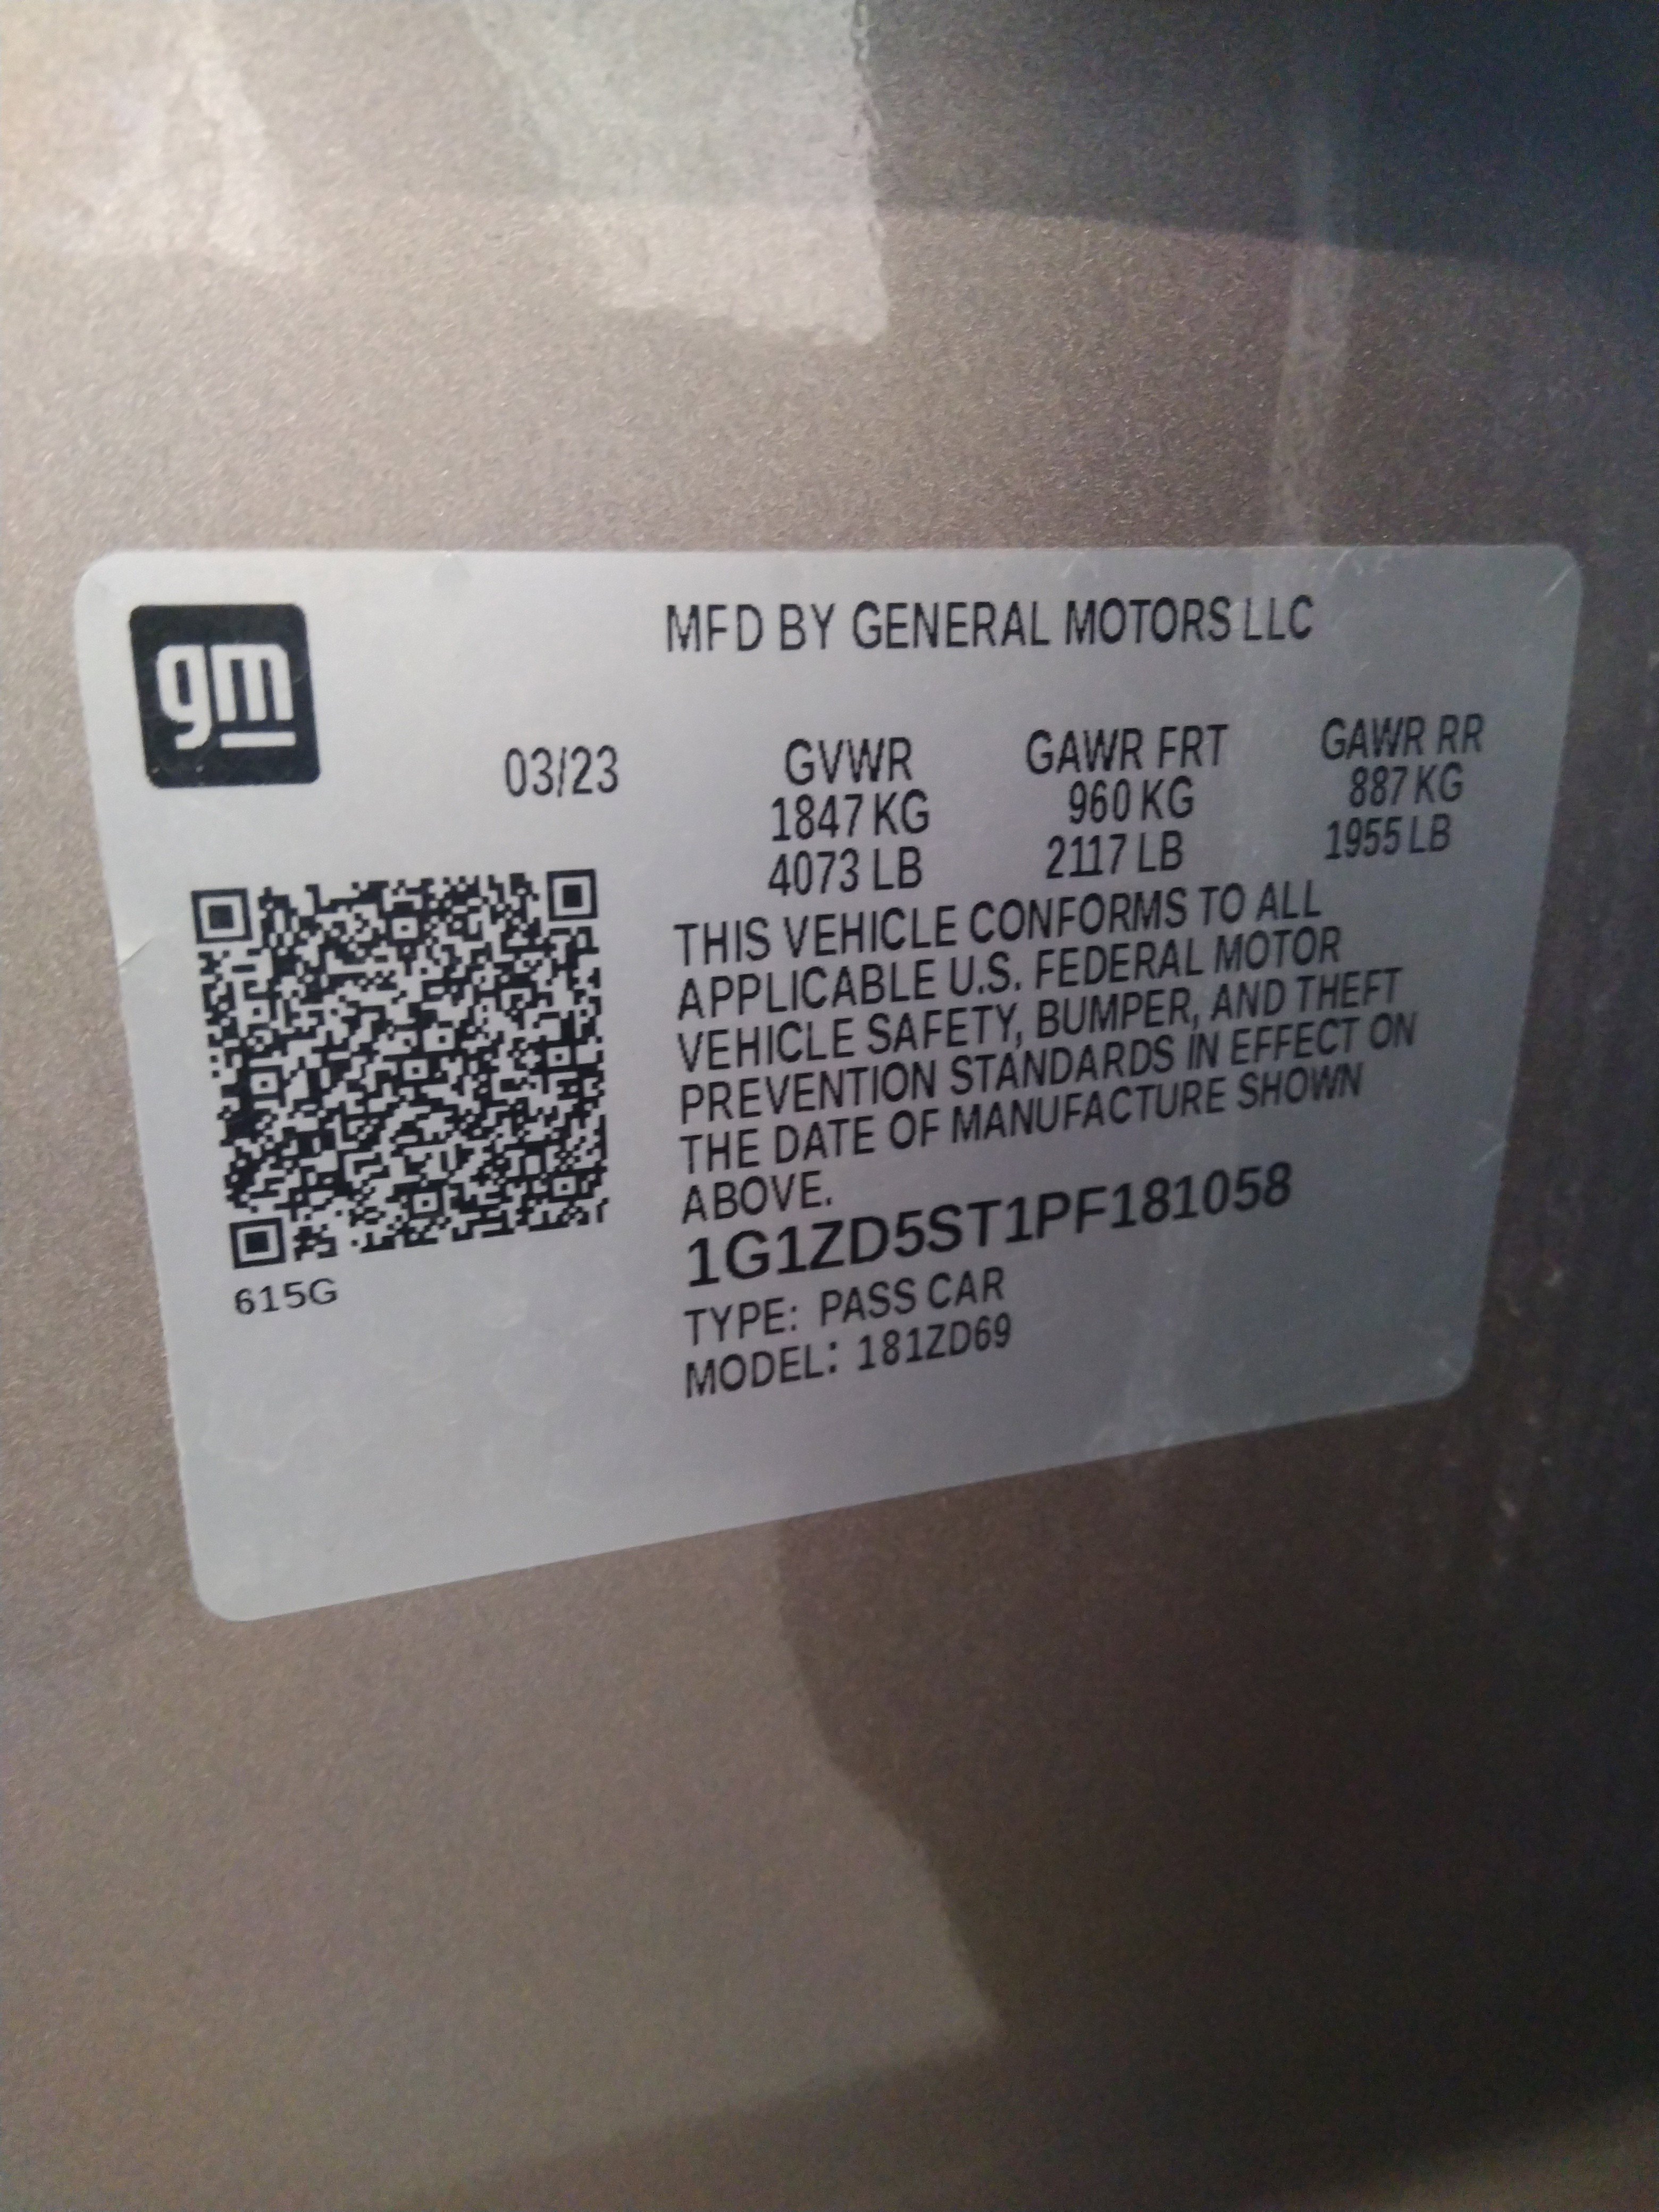 gm
MFD BY GENERAL MOTORS LLC
03/23
GVWR GAWR FRT GAWR RR
1847 KG 960 KG 887 KG
4073 LB 2117 LB 1955 LB
THIS VEHICLE CONFORMS TO ALL
APPLICABLE U.S. FEDERAL MOTOR
VEHICLE SAFETY, BUMPER, AND THEFT
PREVENTION STANDARDS IN EFFECT ON
THE DATE OF MANUFACTURE SHOWN
ABOVE.
1G1ZD5ST1PF181058
TYPE: PASS CAR
MODEL: 181ZD69
615G